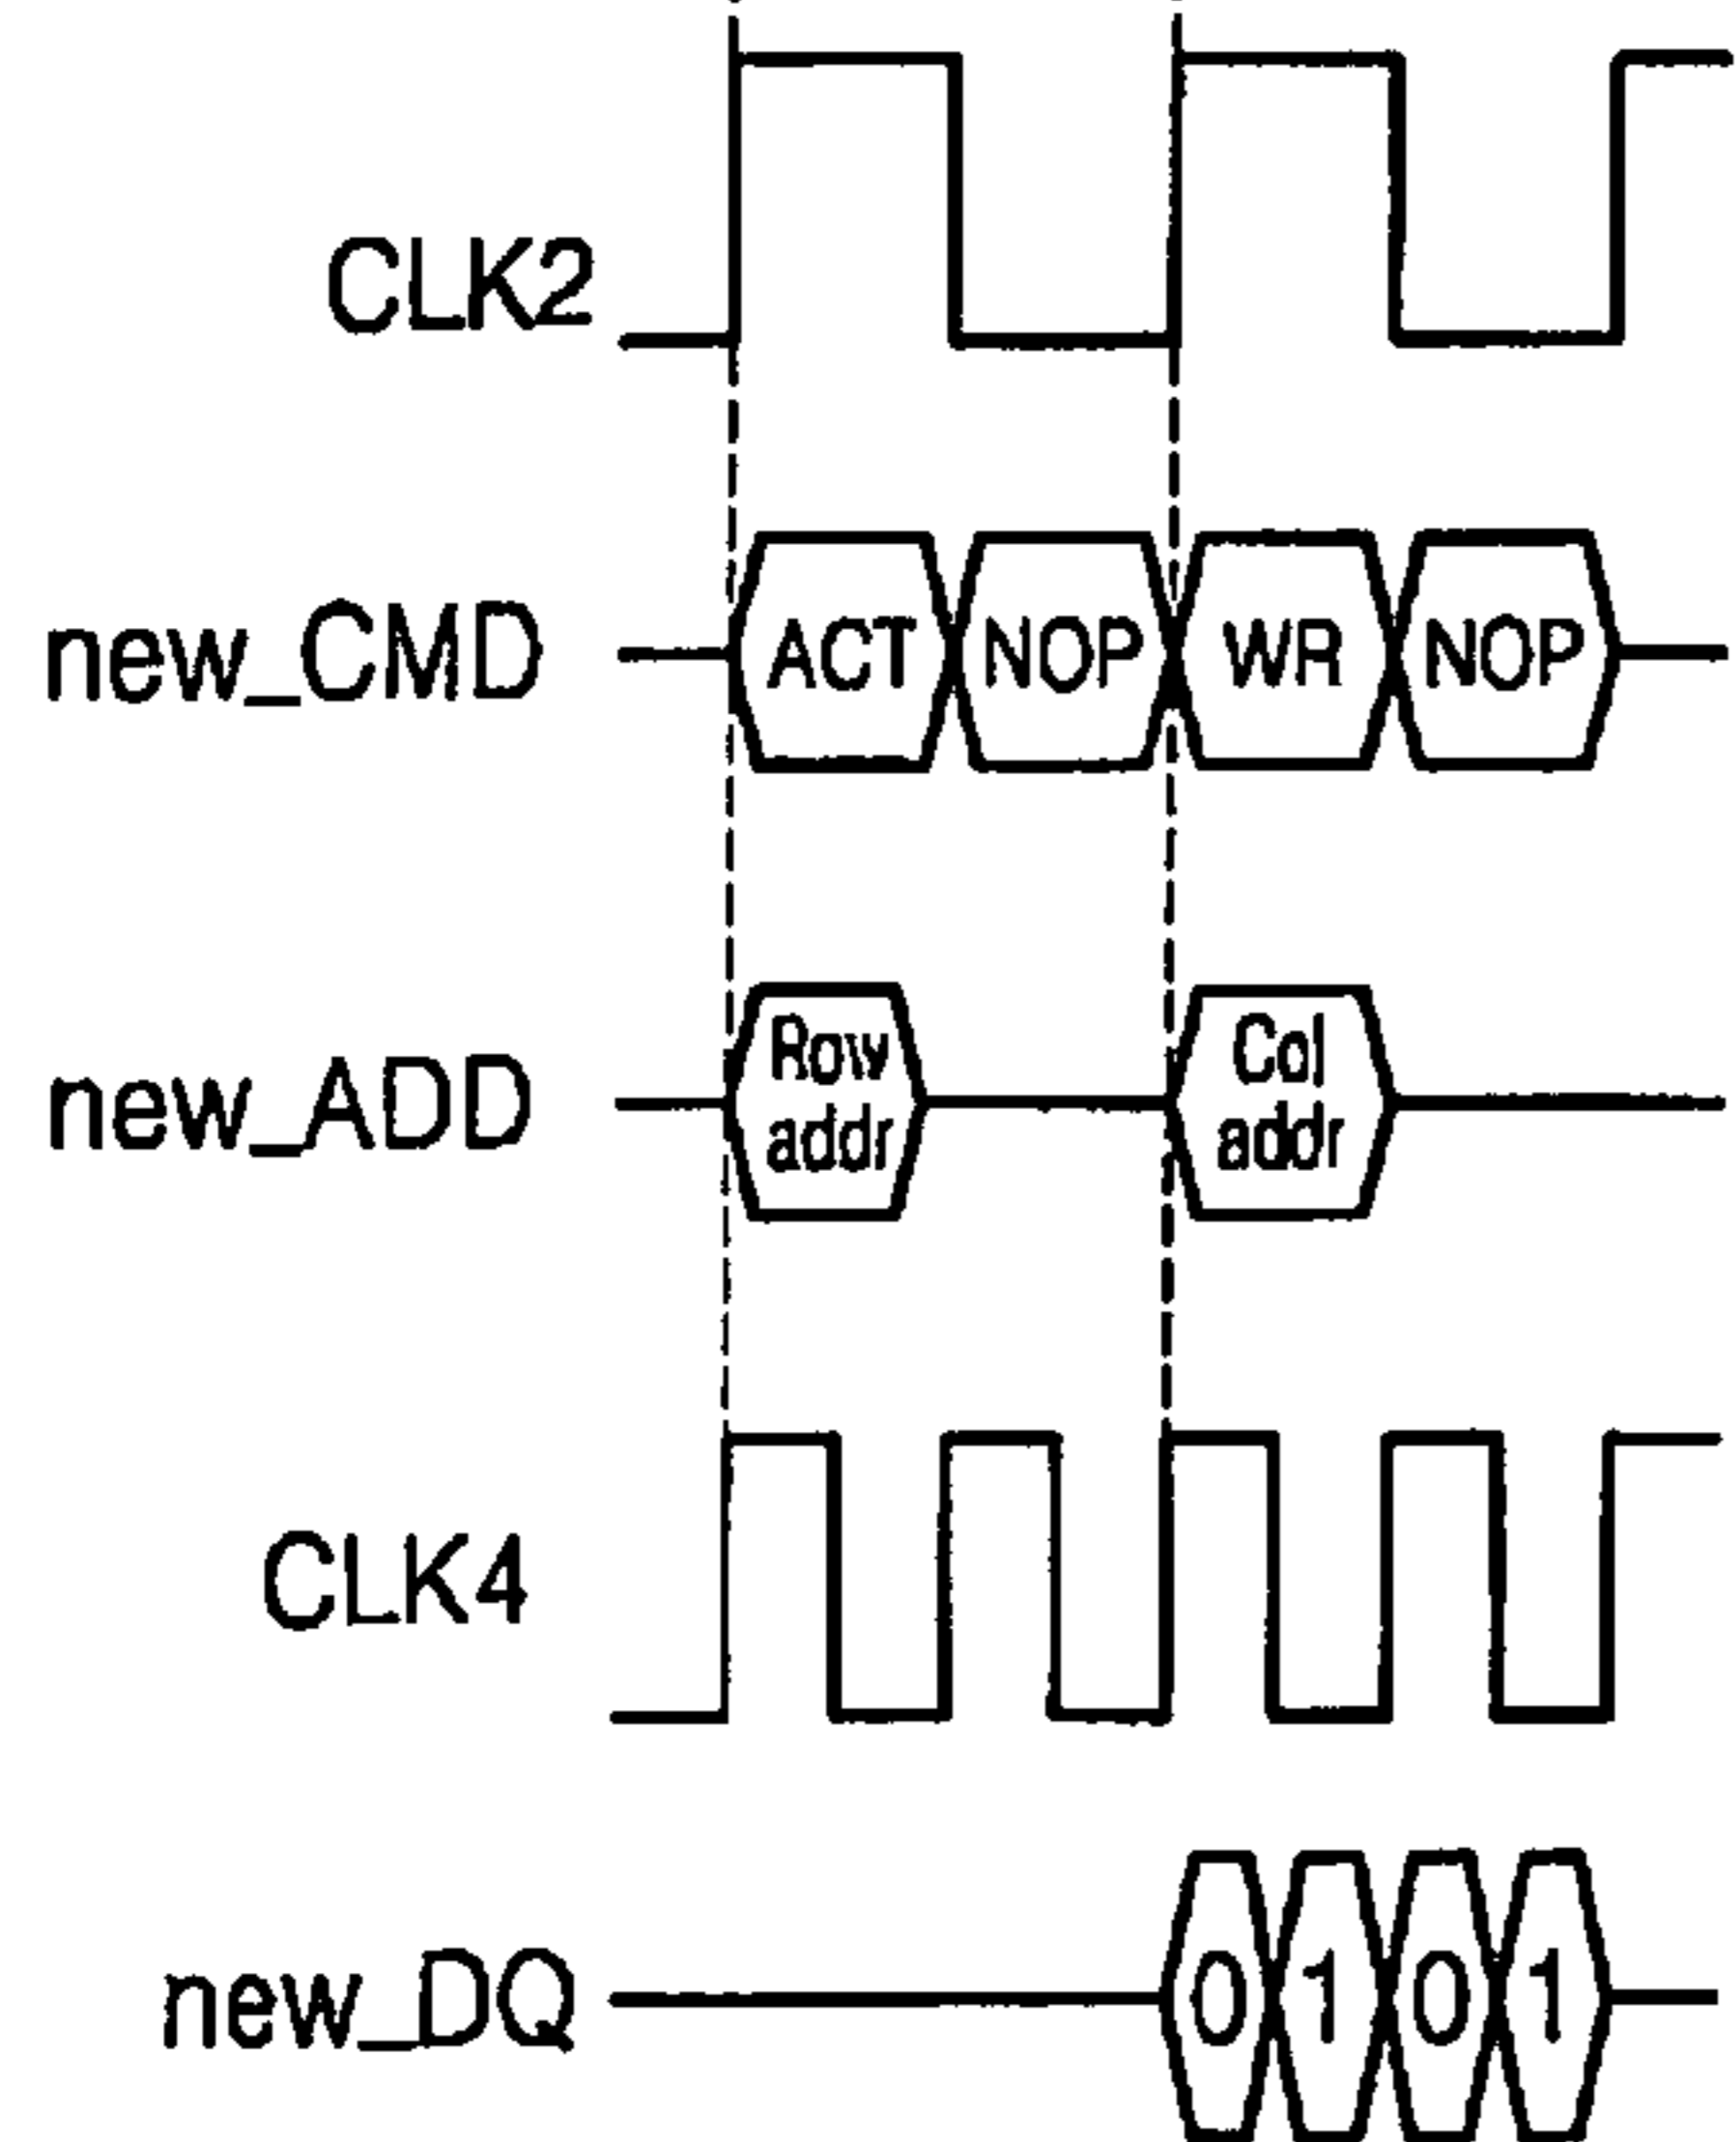 CLK2
new_CMD
ACT NOP WR NOP
new_ADD
Row
addr
Col
addr
CLK4
new_DQ
0 1 0 1